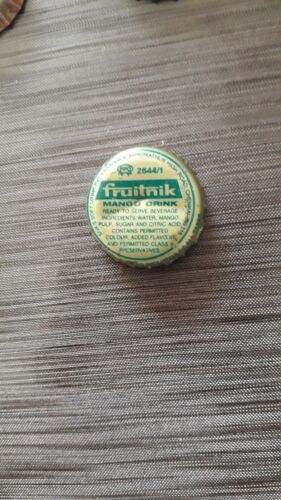 2544/1
fruitnik
MANGO DRINK
READY TO SERVE BEVERAGE
INGREDIENTS: WATER, MANGO
PULP, SUGAR AND CITRIC ACID
CONTAINS PERMITTED
COLOUR, ADDED FLAVOUR
AND PERMITTED CLASS II
PRESERVATIVES